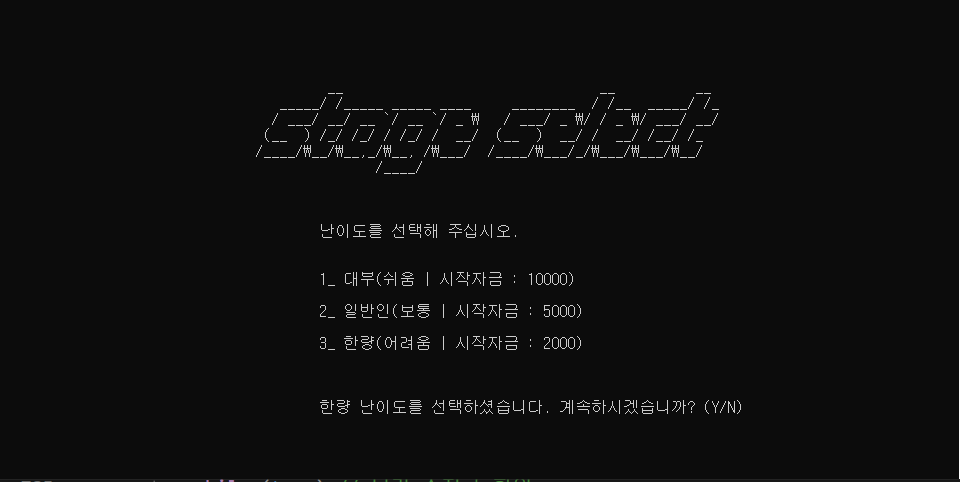 stage select
난이도를 선택해 주십시오.
1_ 대부(쉬움 | 시작자금 : 10000)
2_ 일반인(보통 | 시작자금 : 5000)
3_ 한량(어려움 | 시작자금 : 2000)
한량 난이도를 선택하셨습니다. 계속하시겠습니까? (Y/N)